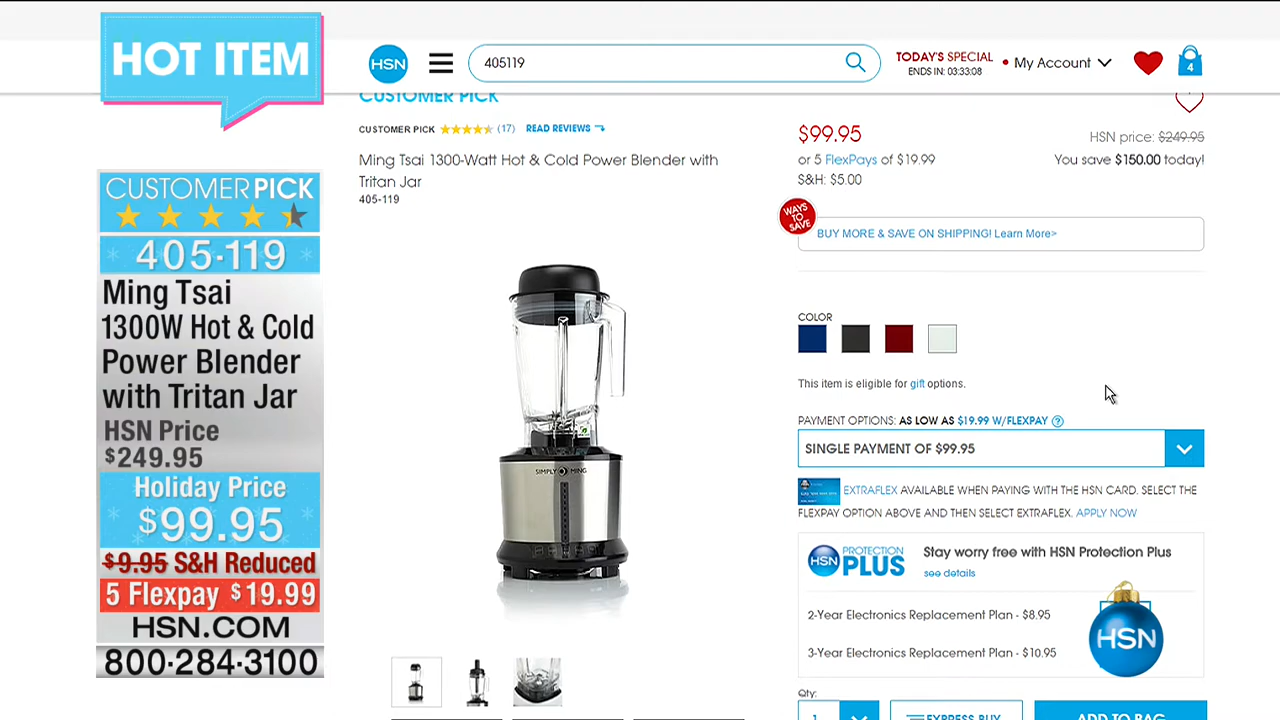 HOT ITEM
HSN
405119
TODAY'S SPECIAL
ENDS IN: 03:33:08
My Account
4
CUSTOMER PICK
CUSTOMER PICK (17) READ REVIEWS
Ming Tsai 1300-Watt Hot & Cold Power Blender with
Tritan Jar
405-119
SIMPLY MING
$99.95
HSN price: $249.95
or 5 FlexPays of $19.99
You save $150.00 today!
S&H: $5.00
WAYS
TO
SAVE
BUY MORE & SAVE ON SHIPPING! Learn More>
COLOR
This item is eligible for gift options.
PAYMENT OPTIONS: AS LOW AS $19.99 W/FLEXPAY ?
SINGLE PAYMENT OF $99.95
EXTRAFLEX AVAILABLE WHEN PAYING WITH THE HSN CARD. SELECT THE
FLEXPAY OPTION ABOVE AND THEN SELECT EXTRAFLEX. APPLY NOW
HSN PROTECTION PLUS
Stay worry free with HSN Protection Plus
see details
2-Year Electronics Replacement Plan - $8.95
3-Year Electronics Replacement Plan - $10.95
HSN
Qty:
1
EXPRESS BUY
ADD TO BAG
CUSTOMER PICK
405-119
Ming Tsai
1300W Hot & Cold
Power Blender
with Tritan Jar
HSN Price
$249.95
Holiday Price
$99.95
$9.95 S&H Reduced
5 Flexpay $19.99
HSN.COM
800-284-3100